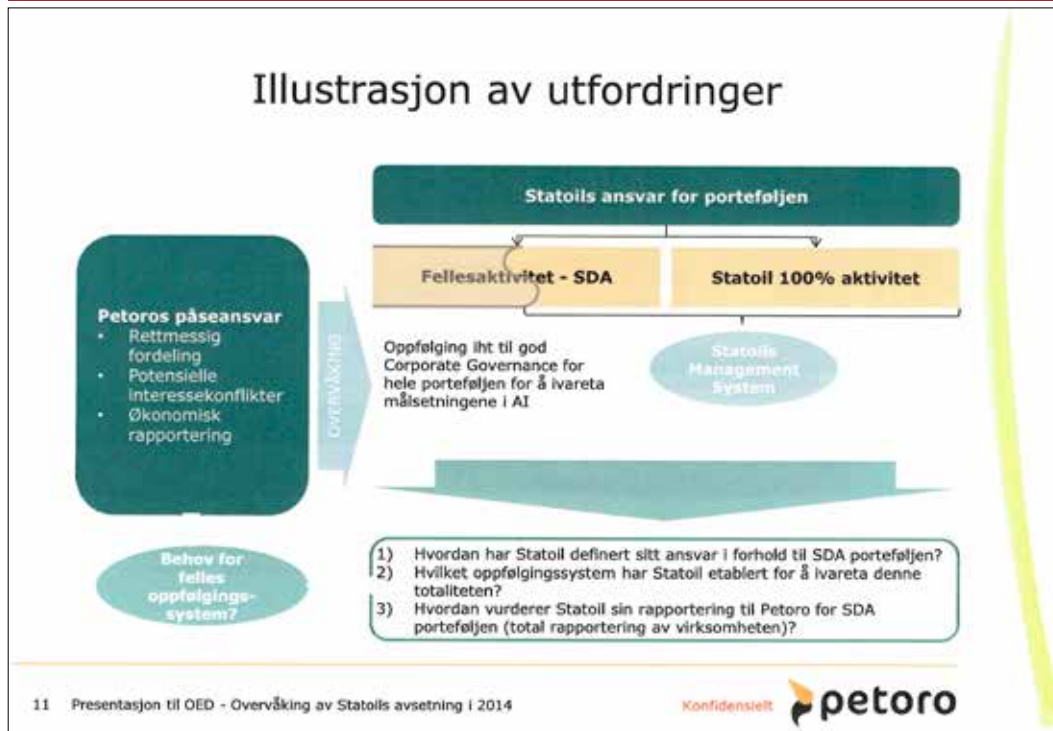 Illustrasjon av utfordringer
Statoils ansvar for porteføljen
Fellesaktivitet - SDA
Statoil 100% aktivitet
Petoros påseansvar
• Rettmessig
fordeling
• Potensielle
interessekonflikter
• Økonomisk
rapportering
OVERVÅKING
Oppfølging iht til god
Corporate Governance for
hele porteføljen for å ivareta
målsetningene i AI
Statoils
Management
System
Behov for
felles
oppfølgings-
system?
1) Hvordan har Statoil definert sitt ansvar i forhold til SDA porteføljen?
2) Hvilket oppfølgingssystem har Statoil etablert for å ivareta denne
totaliteten?
3) Hvordan vurderer Statoil sin rapportering til Petoro for SDA
porteføljen (total rapportering av virksomheten)?
11 Presentasjon til OED - Overvåking av Statoils avsetning i 2014
Konfidensielt
petoro